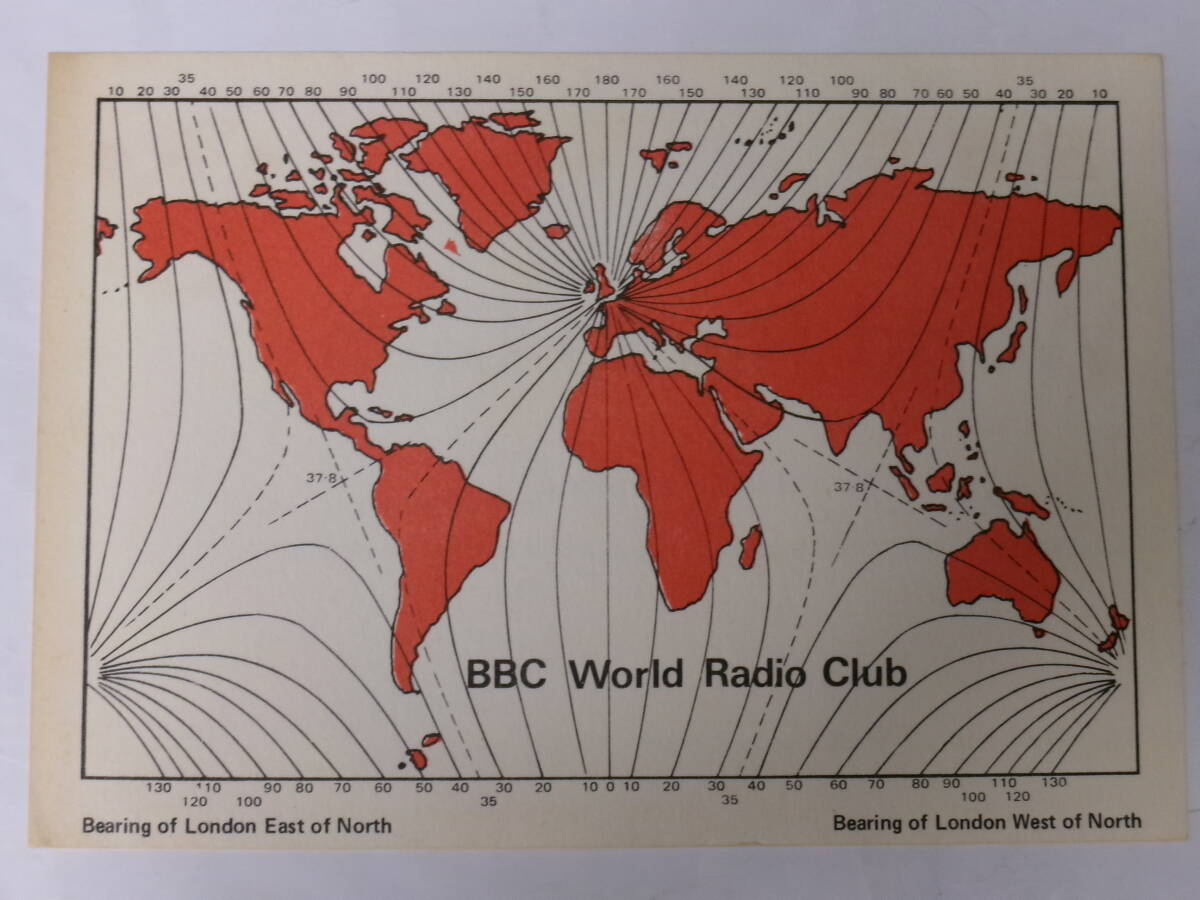 35 100 120 140 160 180 160 140 120 100 35
10 20 30 40 50 60 70 80 90 110 130 150 170 170 150 130 110 90 80 70 60 50 40 30 20 10
37·8 37·8
BBC World Radio Club
130 110 90 80 70 60 50 40 30 20 10 0 10 20 30 40 50 60 70 80 90 110 130
120 100 35 35 100 120
Bearing of London East of North Bearing of London West of North